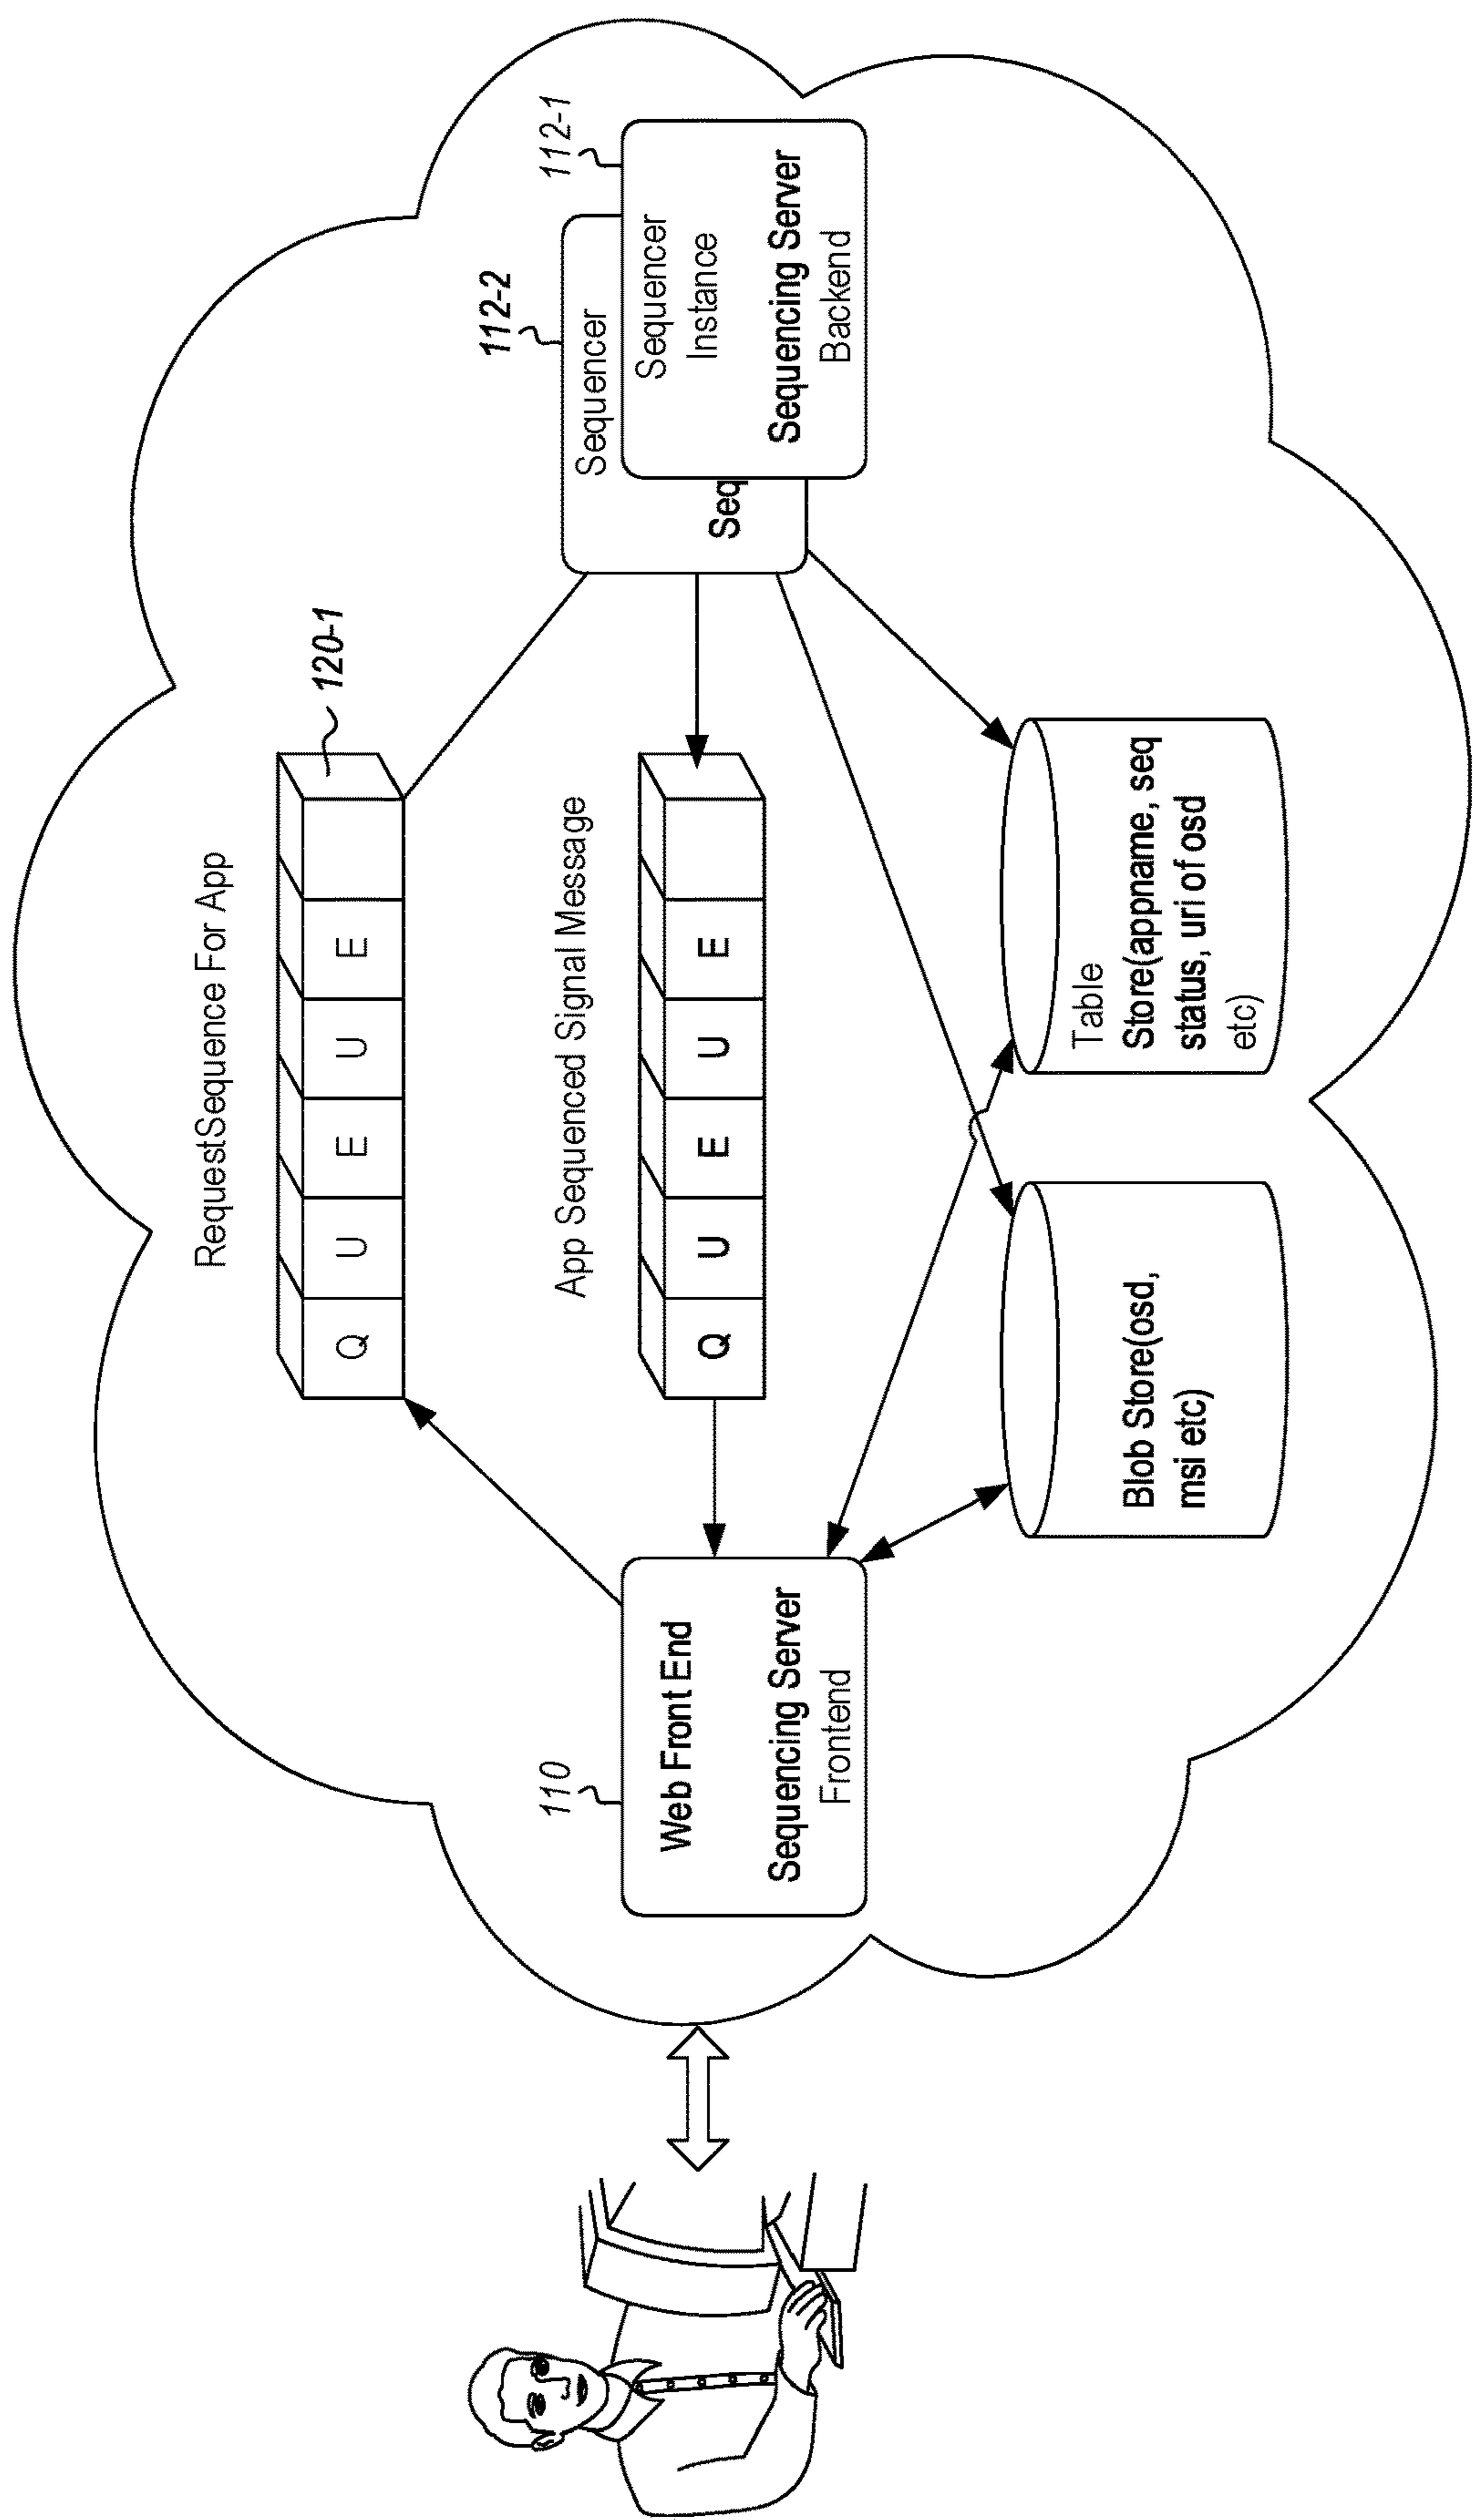 RequestSequence For App
120-1
Q U E U E
App Sequenced Signal Message
Q U E U E
110
Web Front End
Sequencing Server
Frontend
112-2
112-1
Sequencer
Seq
Sequencer
Instance
Sequencing Server
Backend
Blob Store(osd,
msi etc)
Table
Store(appname, seq
status, uri of osd
etc)